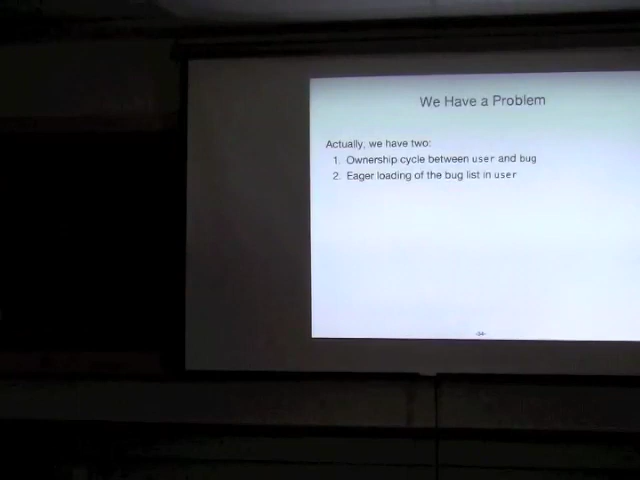 We Have a Problem
Actually, we have two:
1. Ownership cycle between user and bug
2. Eager loading of the bug list in user